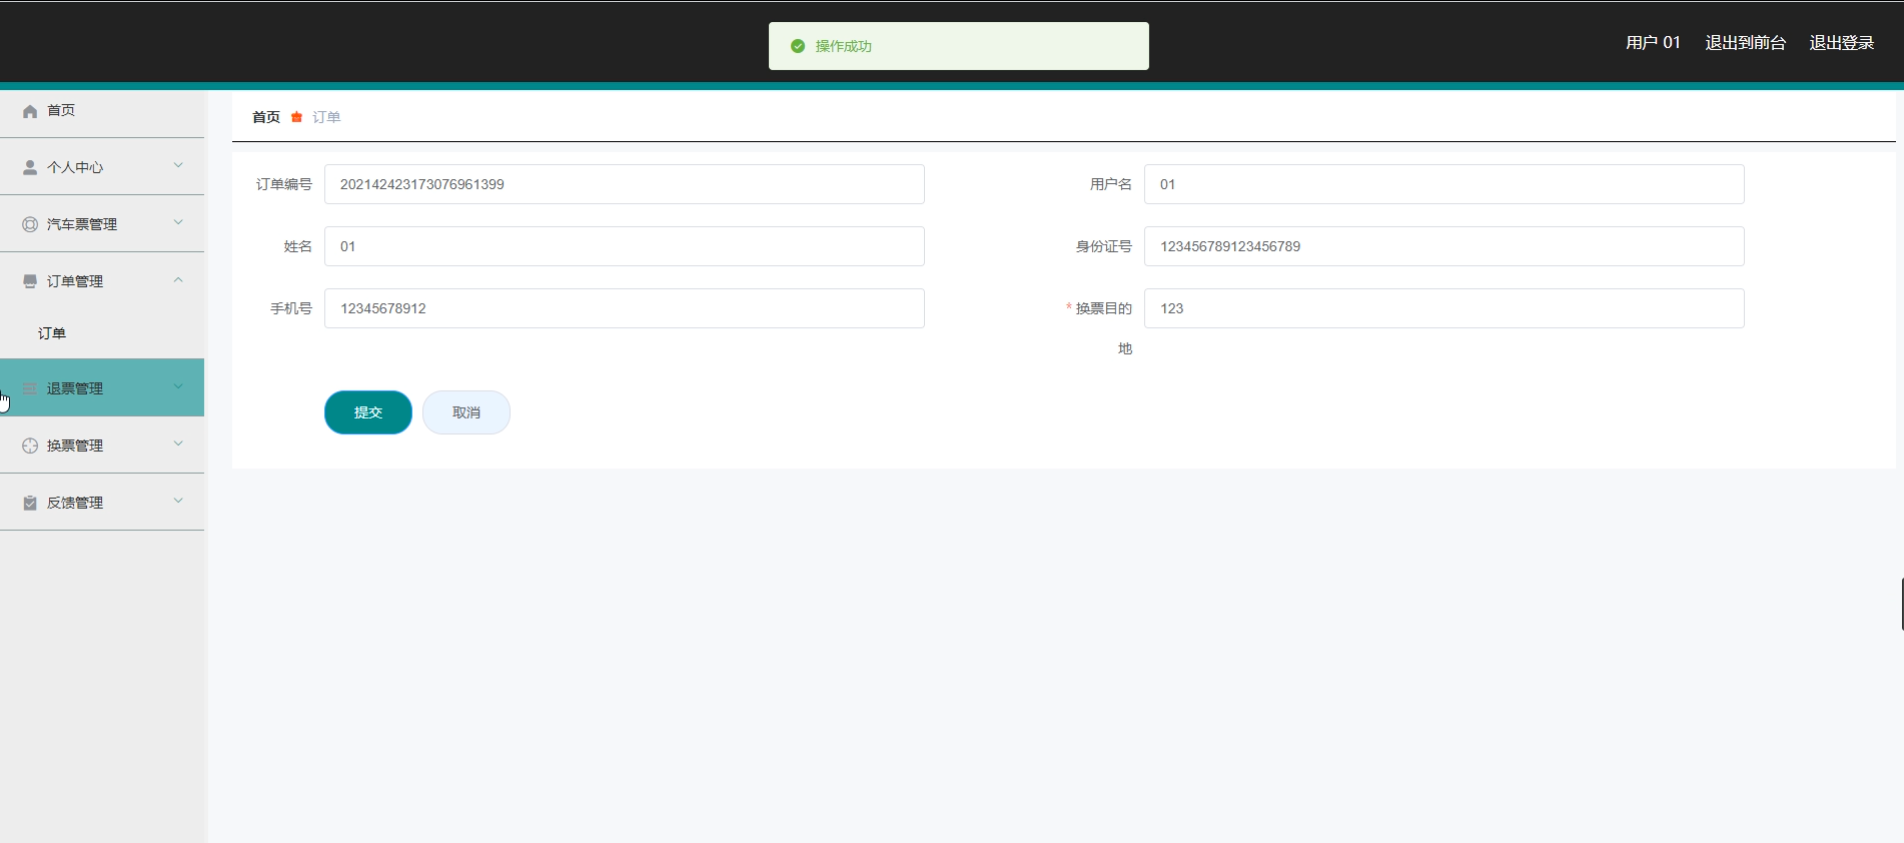 操作成功
用户 01 退出到前台 退出登录
首页
个人中心
汽车票管理
订单管理
订单
退票管理
换票管理
反馈管理
首页 订单
订单编号 202142423173076961399
用户名 01
姓名 01
身份证号 123456789123456789
手机号 12345678912
* 换票目的 123
地
提交 取消